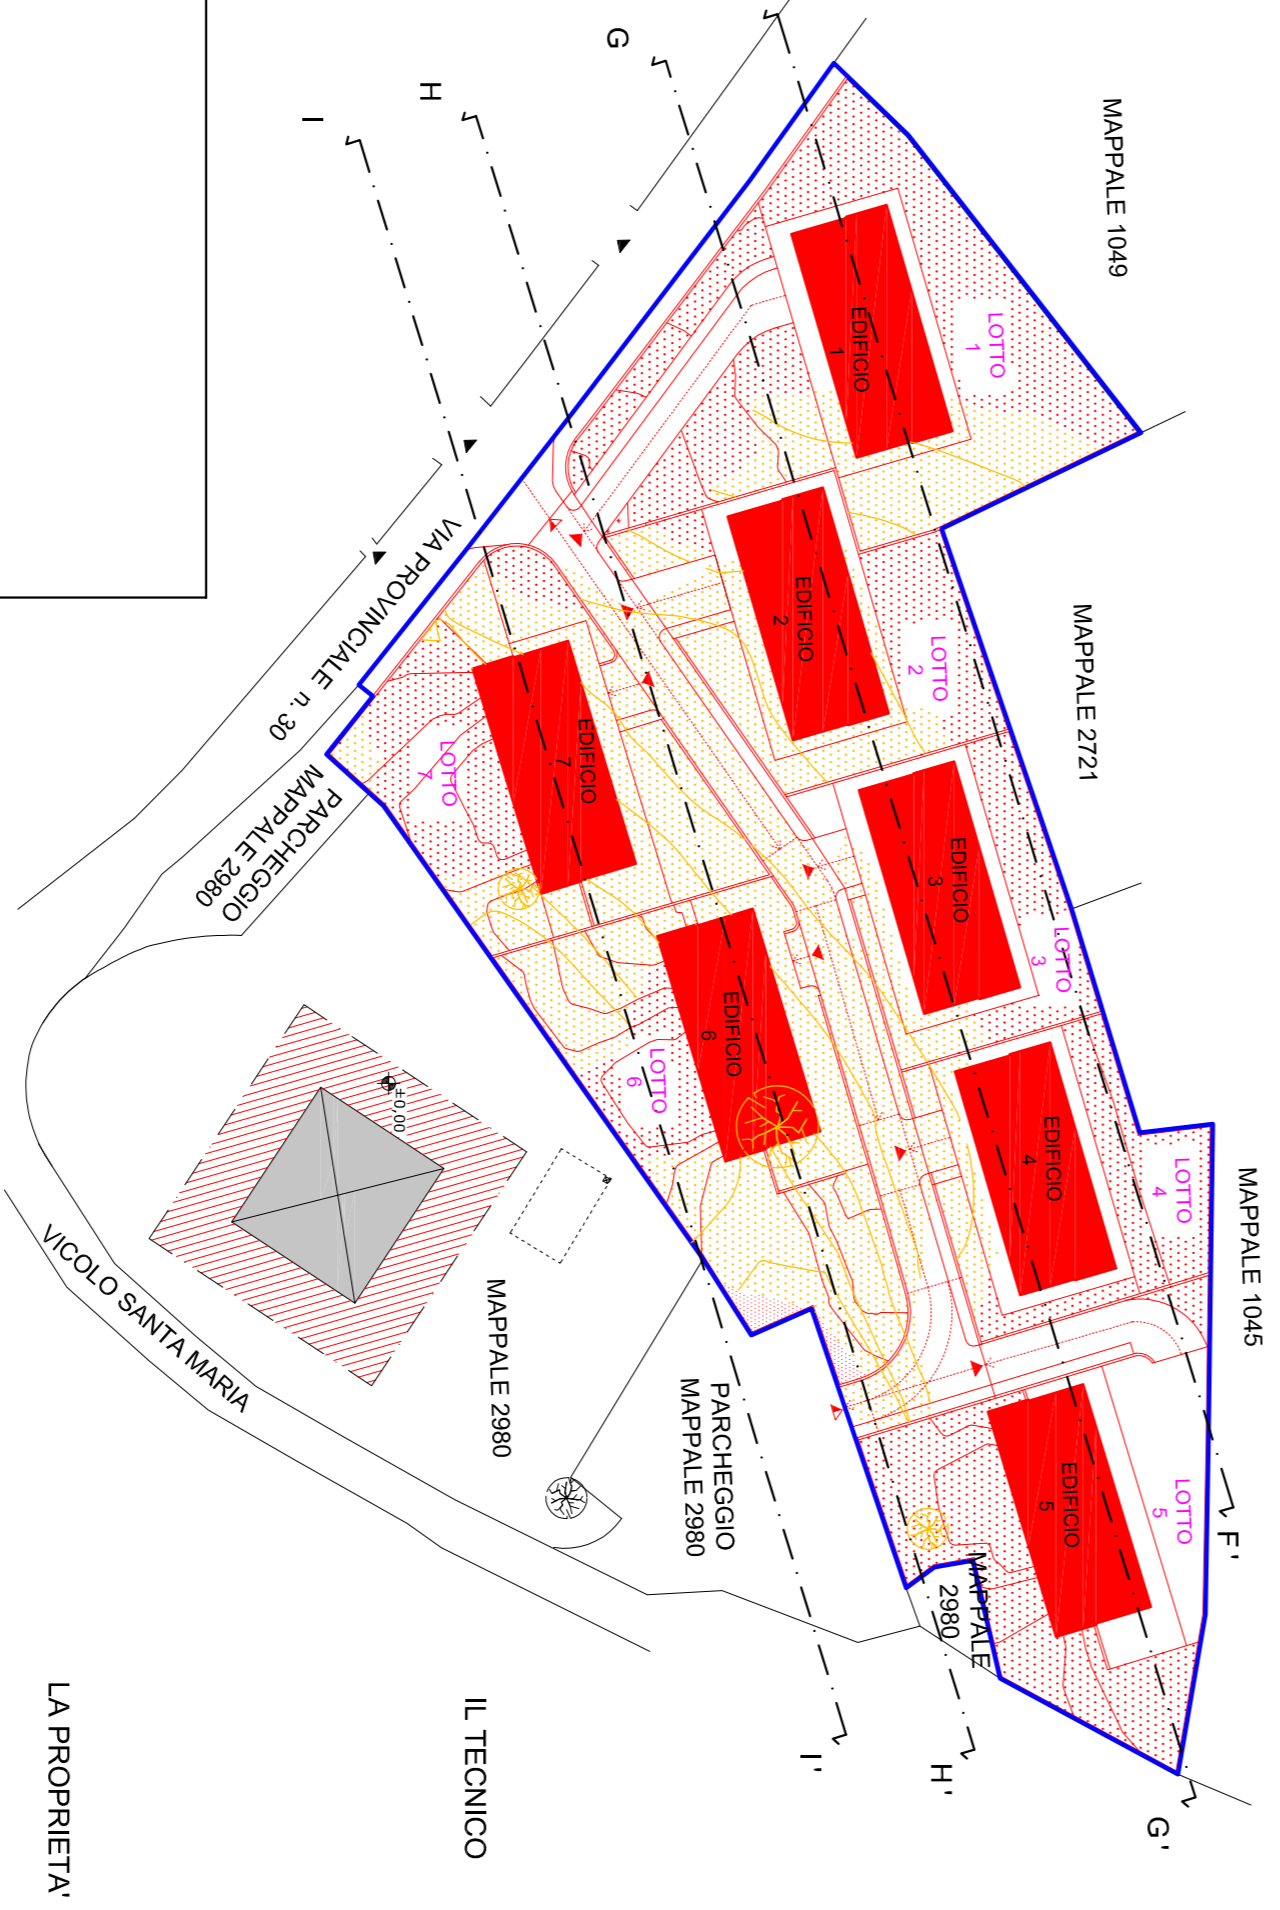 MAPPALE 1049
MAPPALE 2721
MAPPALE 1045
G
H
I
F'
G'
H'
I'
LOTTO
1
EDIFICIO
1
LOTTO
2
EDIFICIO
2
LOTTO
3
EDIFICIO
3
LOTTO
4
EDIFICIO
4
LOTTO
5
EDIFICIO
5
LOTTO
6
EDIFICIO
6
LOTTO
7
EDIFICIO
7
MAPPALE
2980
PARCHEGGIO
MAPPALE 2980
MAPPALE 2980
PARCHEGGIO
MAPPALE 2980
VIA PROVINCIALE n. 30
±0,00
VICOLO SANTA MARIA
IL TECNICO
LA PROPRIETA'